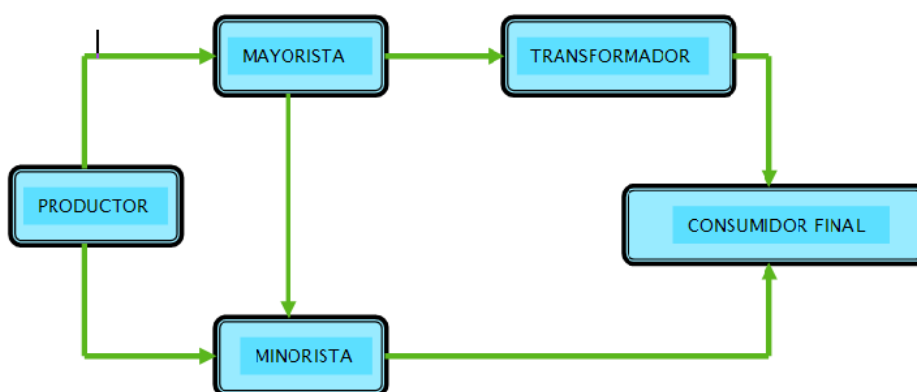 MAYORISTA
TRANSFORMADOR
PRODUCTOR
CONSUMIDOR FINAL
MINORISTA